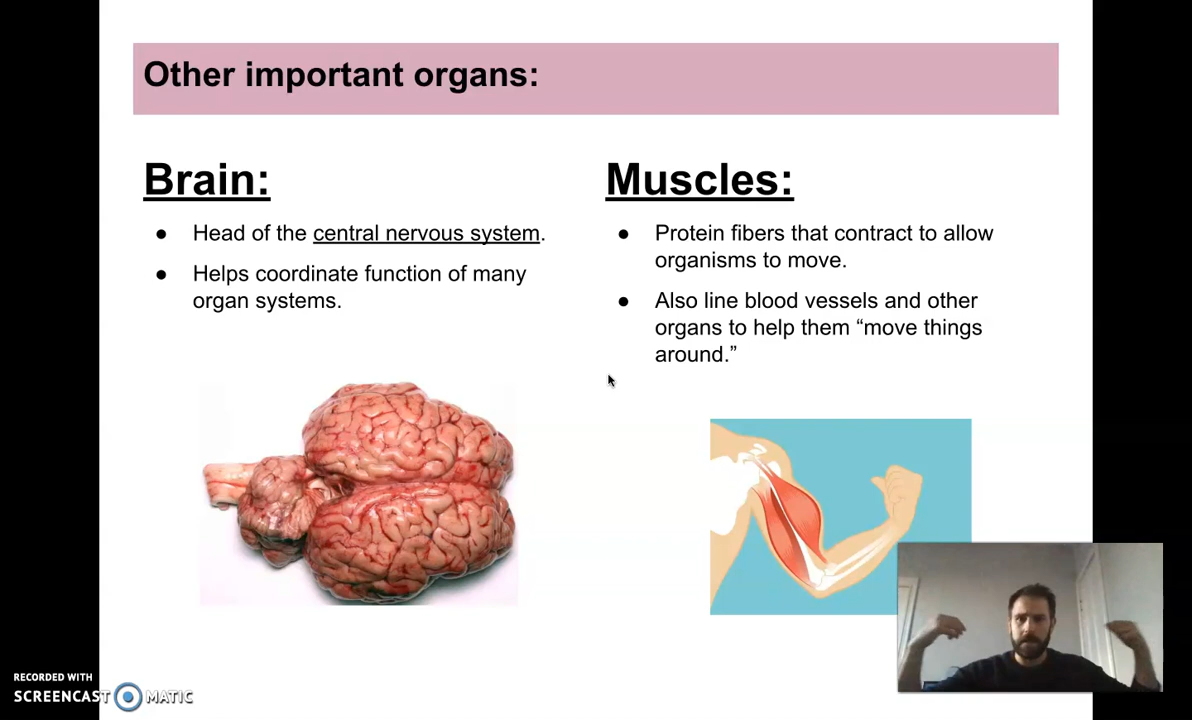 Other important organs:
Brain:
● Head of the central nervous system.
● Helps coordinate function of many
organ systems.
Muscles:
● Protein fibers that contract to allow
organisms to move.
● Also line blood vessels and other
organs to help them “move things
around.”
RECORDED WITH
SCREENCAST MATIC